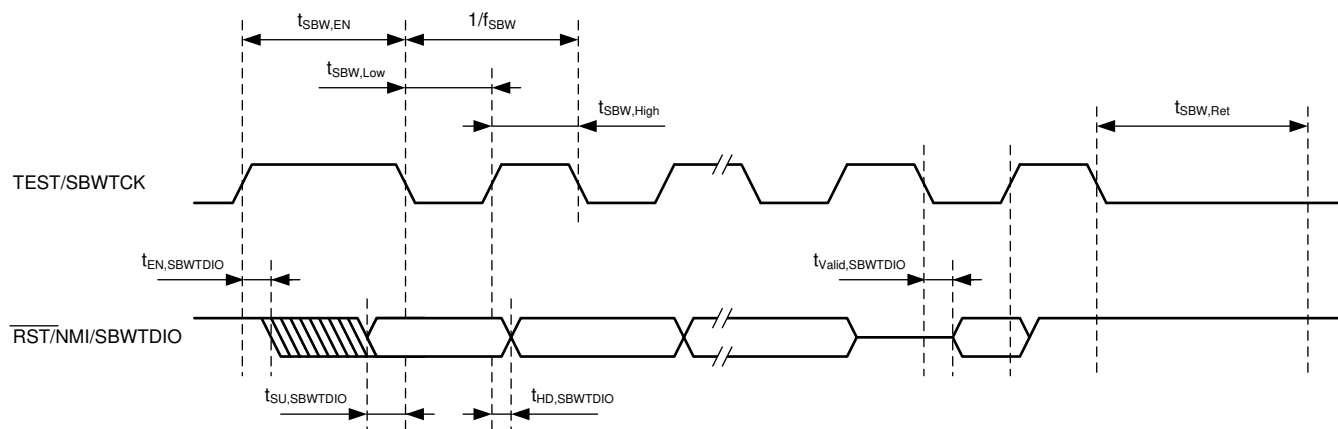 tSBW,EN
1/fSBW
tSBW,Low
tSBW,High
tSBW,Ret
TEST/SBWTCK
tEN,SBWTDIO
tValid,SBWTDIO
RST/NMI/SBWTDIO
tSU,SBWTDIO
tHD,SBWTDIO